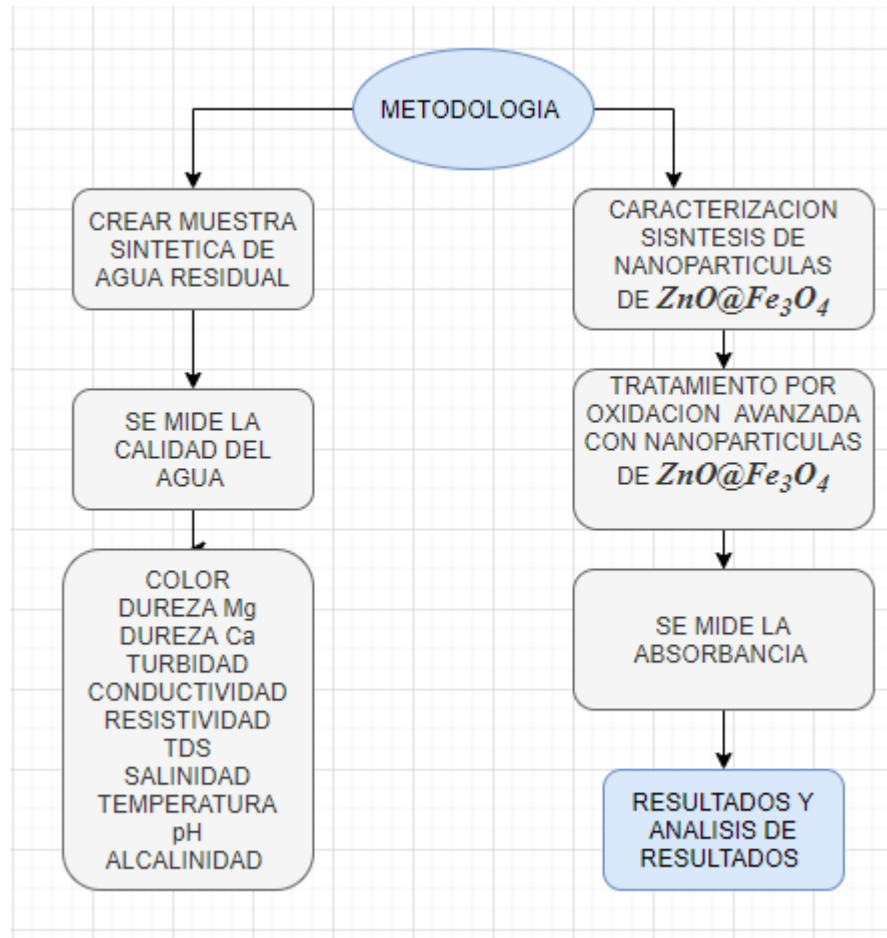 METODOLOGIA
CREAR MUESTRA
SINTETICA DE
AGUA RESIDUAL
SE MIDE LA
CALIDAD DEL
AGUA
COLOR
DUREZA Mg
DUREZA Ca
TURBIDAD
CONDUCTIVIDAD
RESISTIVIDAD
TDS
SALINIDAD
TEMPERATURA
pH
ALCALINIDAD
CARACTERIZACION
SISNTESIS DE
NANOPARTICULAS
DE ZnO@Fe₃O₄
TRATAMIENTO POR
OXIDACION AVANZADA
CON NANOPARTICULAS
DE ZnO@Fe₃O₄
SE MIDE LA
ABSORBANCIA
RESULTADOS Y
ANALISIS DE
RESULTADOS